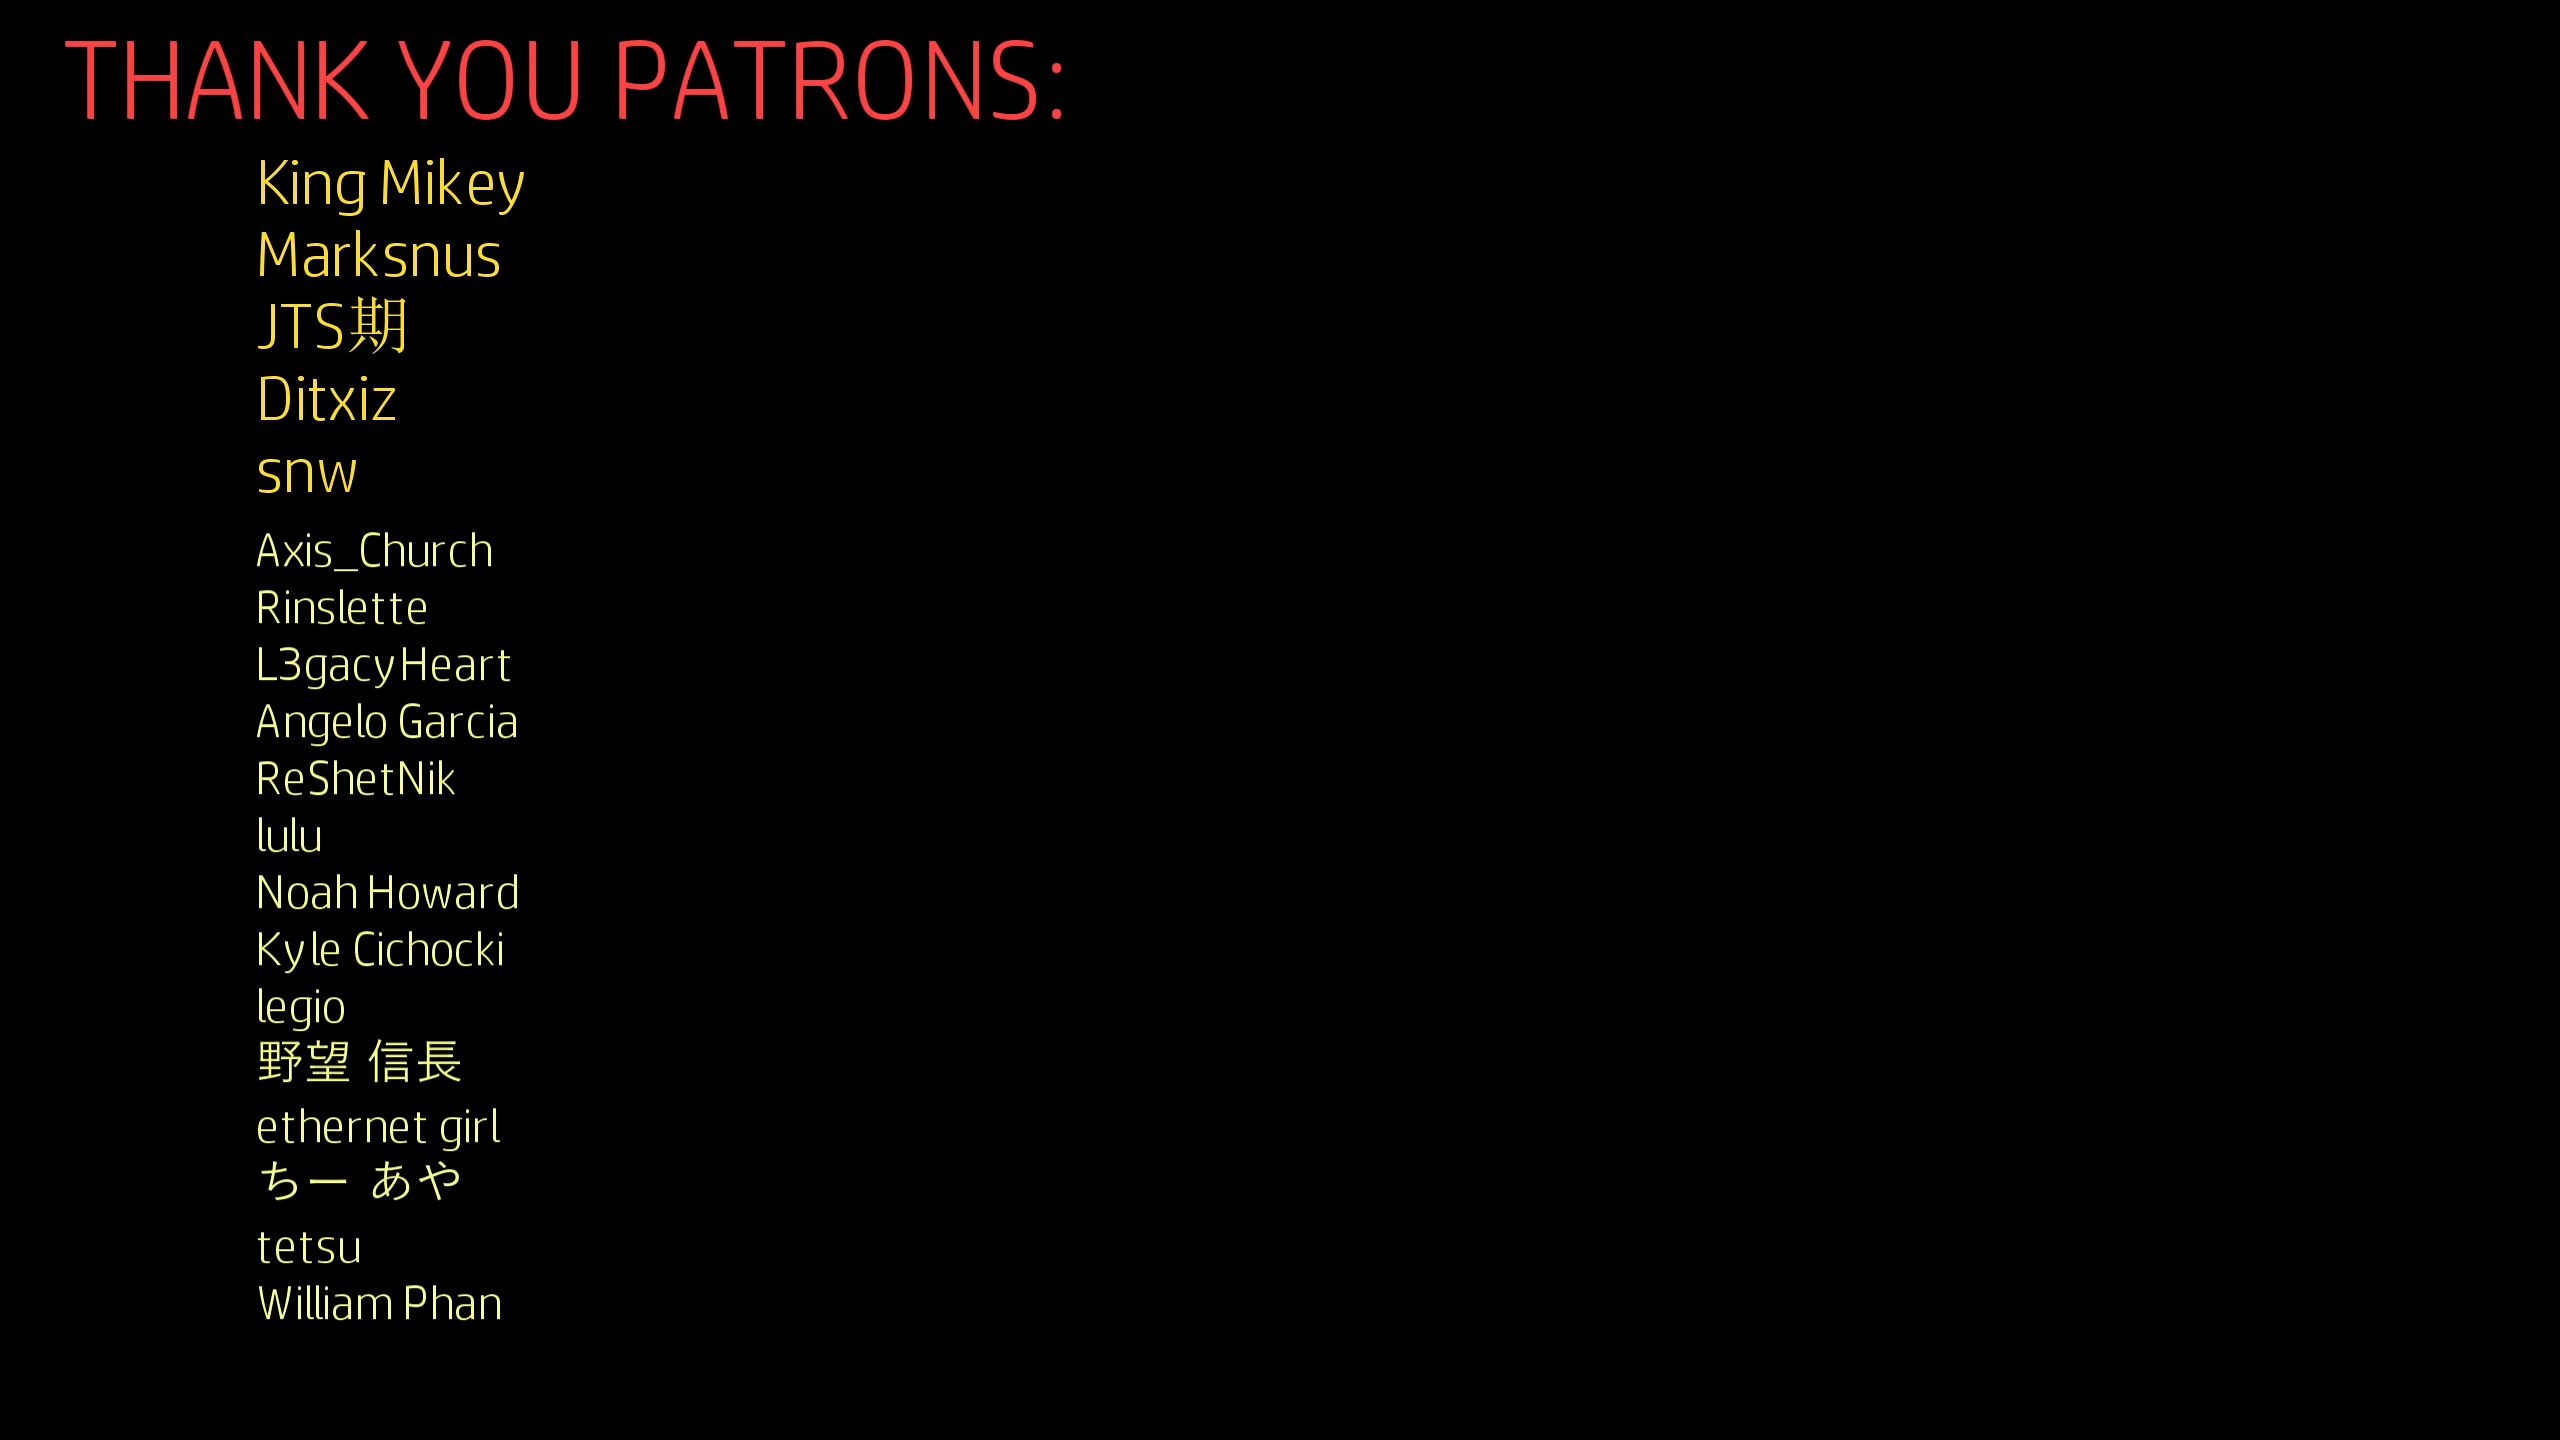 THANK YOU PATRONS:
King Mikey
Marksnus
JTS期
Ditxiz
snw
Axis_Church
Rinslette
L3gacyHeart
Angelo Garcia
ReShetNik
lulu
Noah Howard
Kyle Cichocki
legio
野望 信長
ethernet girl
ちー あや
tetsu
William Phan